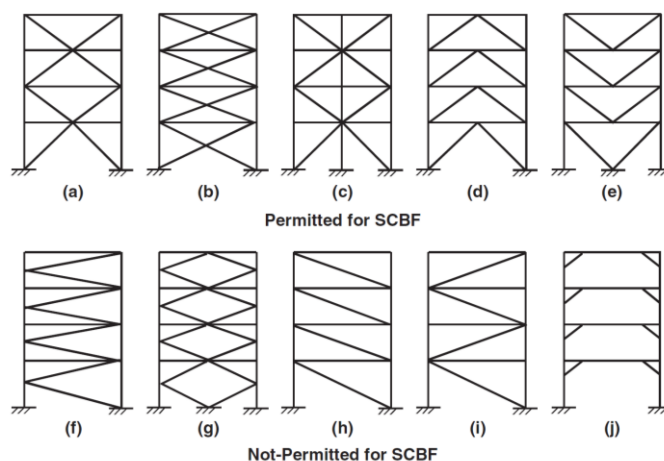 (a) (b) (c) (d) (e)
Permitted for SCBF
(f) (g) (h) (i) (j)
Not-Permitted for SCBF